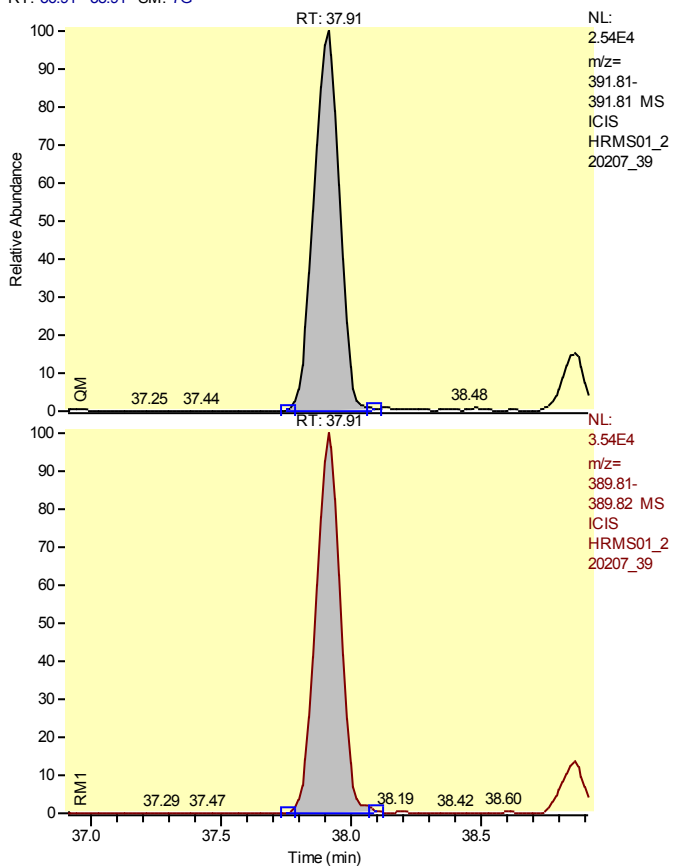 RT: 37.91
NL:
2.54E4
m/z=
391.81-
391.81 MS
ICIS
HRMS01_2
20207_39
100
90
80
70
60
50
40
30
20
10
0
Relative Abundance
QM
37.25 37.44
38.48
RT: 37.91
NL:
3.54E4
m/z=
389.81-
389.82 MS
ICIS
HRMS01_2
20207_39
100
90
80
70
60
50
40
30
20
10
0
RM1
37.29 37.47
38.19 38.42 38.60
37.0 37.5 38.0 38.5
Time (min)